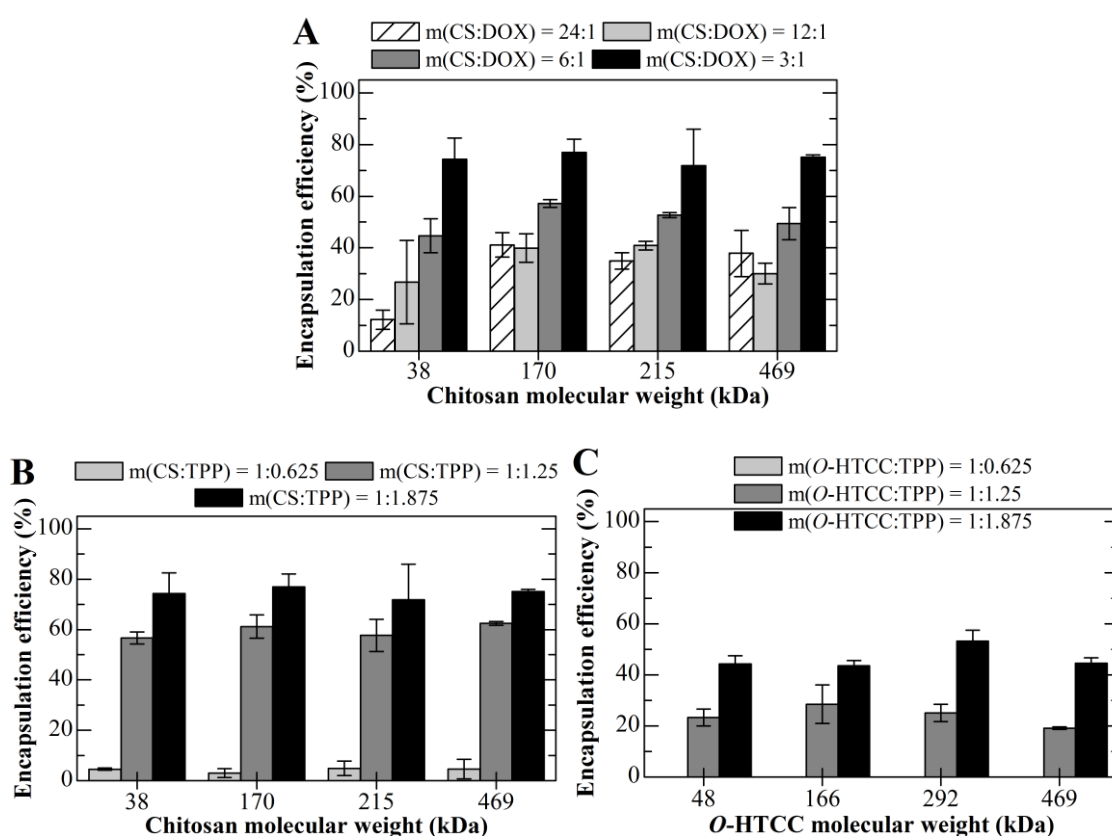 A
m(CS:DOX) = 24:1 m(CS:DOX) = 12:1
m(CS:DOX) = 6:1 m(CS:DOX) = 3:1
Encapsulation efficiency (%)
100
80
60
40
20
0
38 170 215 469
Chitosan molecular weight (kDa)
B
m(CS:TPP) = 1:0.625 m(CS:TPP) = 1:1.25
m(CS:TPP) = 1:1.875
Encapsulation efficiency (%)
100
80
60
40
20
0
38 170 215 469
Chitosan molecular weight (kDa)
C
m(O-HTCC:TPP) = 1:0.625
m(O-HTCC:TPP) = 1:1.25
m(O-HTCC:TPP) = 1:1.875
Encapsulation efficiency (%)
100
80
60
40
20
0
48 166 292 469
O-HTCC molecular weight (kDa)